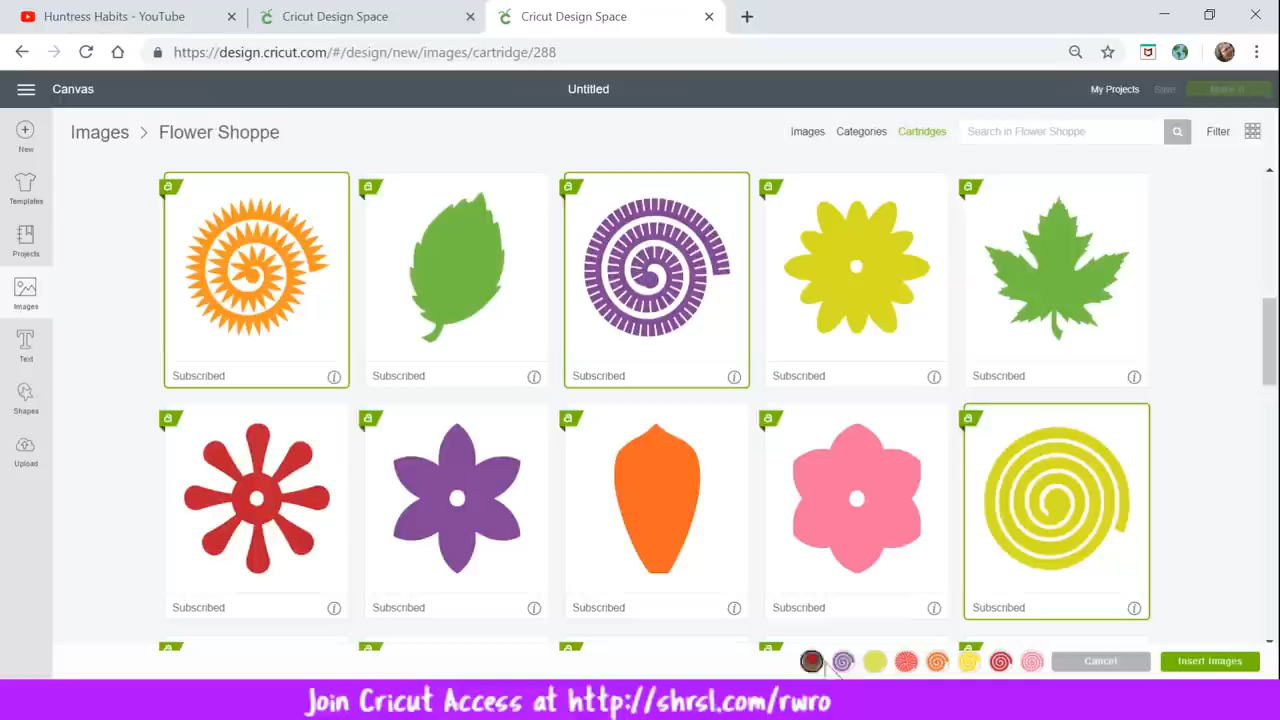 Huntress Habits - YouTube
Cricut Design Space
Cricut Design Space
https://design.cricut.com/#/design/new/images/cartridge/288
Canvas
Untitled
My Projects
Save
Make It
Images > Flower Shoppe
Images
Categories
Cartridges
Search in Flower Shoppe
Filter
New
Templates
Projects
Images
Text
Shapes
Upload
Subscribed
Subscribed
Subscribed
Subscribed
Subscribed
Subscribed
Subscribed
Subscribed
Subscribed
Subscribed
Cancel
Insert Images
Join Cricut Access at http://shrsl.com/rwro